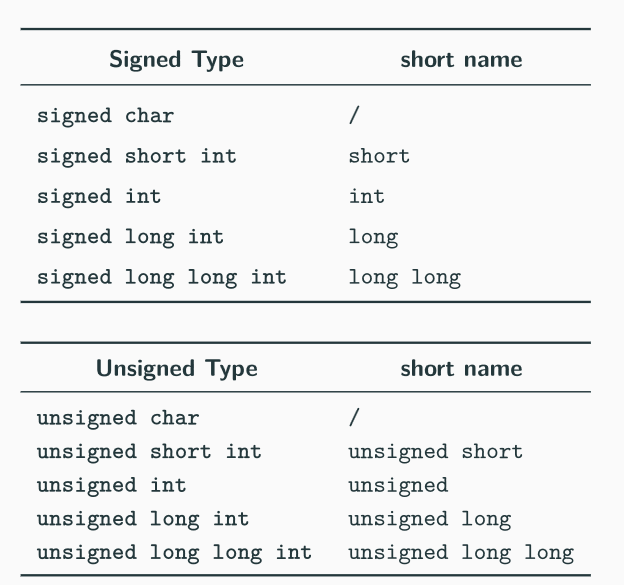 Signed Type short name
signed char /
signed short int short
signed int int
signed long int long
signed long long int long long
Unsigned Type short name
unsigned char /
unsigned short int unsigned short
unsigned int unsigned
unsigned long int unsigned long
unsigned long long int unsigned long long